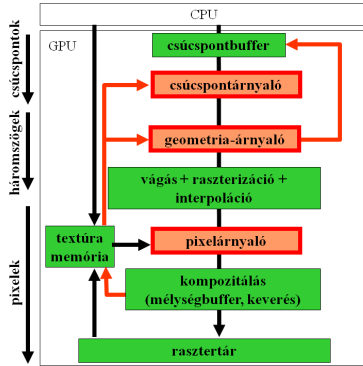 CPU
GPU
csúcspontbuffer
csúcspontárnyaló
geometria-árnyaló
vágás + raszterizáció +
interpoláció
textúra
memória
pixelárnyaló
kompozitálás
(mélységbuffer, keverés)
rasztertár
csúcspontok
háromszögek
pixelek